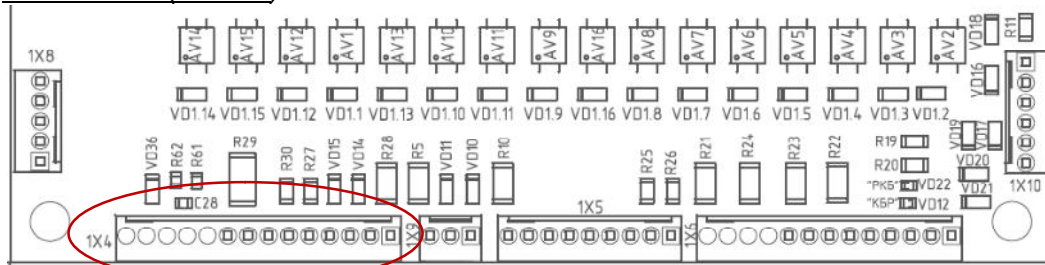 AV14 AV15 AV12 AV1 AV13 AV10 AV11 AV9 AV16 AV8 AV7 AV6 AV5 AV4 AV3 AV2 VD18 R11
1X8
VD16
VD1.14 VD1.15 VD1.12 VD1.1 VD1.13 VD1.10 VD1.11 VD1.9 VD1.16 VD1.8 VD1.7 VD1.6 VD1.5 VD1.4 VD1.3 VD1.2
VD36 R62 R61 R29 R30 R27 VD15 VD14 R28 R5 VD11 VD10 R10 R25 R26 R21 R24 R23 R22 R19 VD19 VD17
R20 VD20
"РКБ" VD22 VD21 1X10
C28 "КБР" VD12
1X4 1X9 1X5 1X6